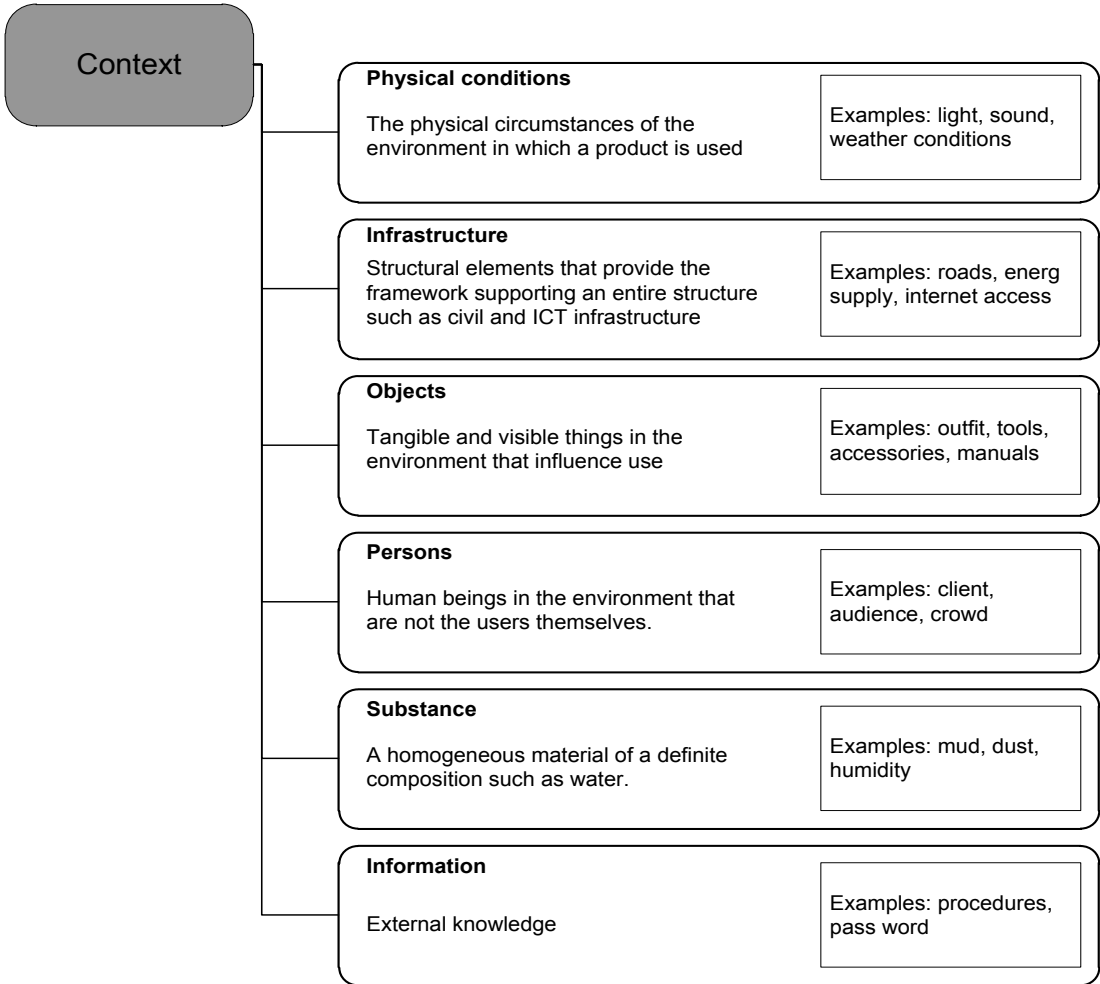 Context
Physical conditions
The physical circumstances of the
environment in which a product is used
Examples: light, sound,
weather conditions
Infrastructure
Structural elements that provide the
framework supporting an entire structure
such as civil and ICT infrastructure
Examples: roads, energ
supply, internet access
Objects
Tangible and visible things in the
environment that influence use
Examples: outfit, tools,
accessories, manuals
Persons
Human beings in the environment that
are not the users themselves.
Examples: client,
audience, crowd
Substance
A homogeneous material of a definite
composition such as water.
Examples: mud, dust,
humidity
Information
External knowledge
Examples: procedures,
pass word